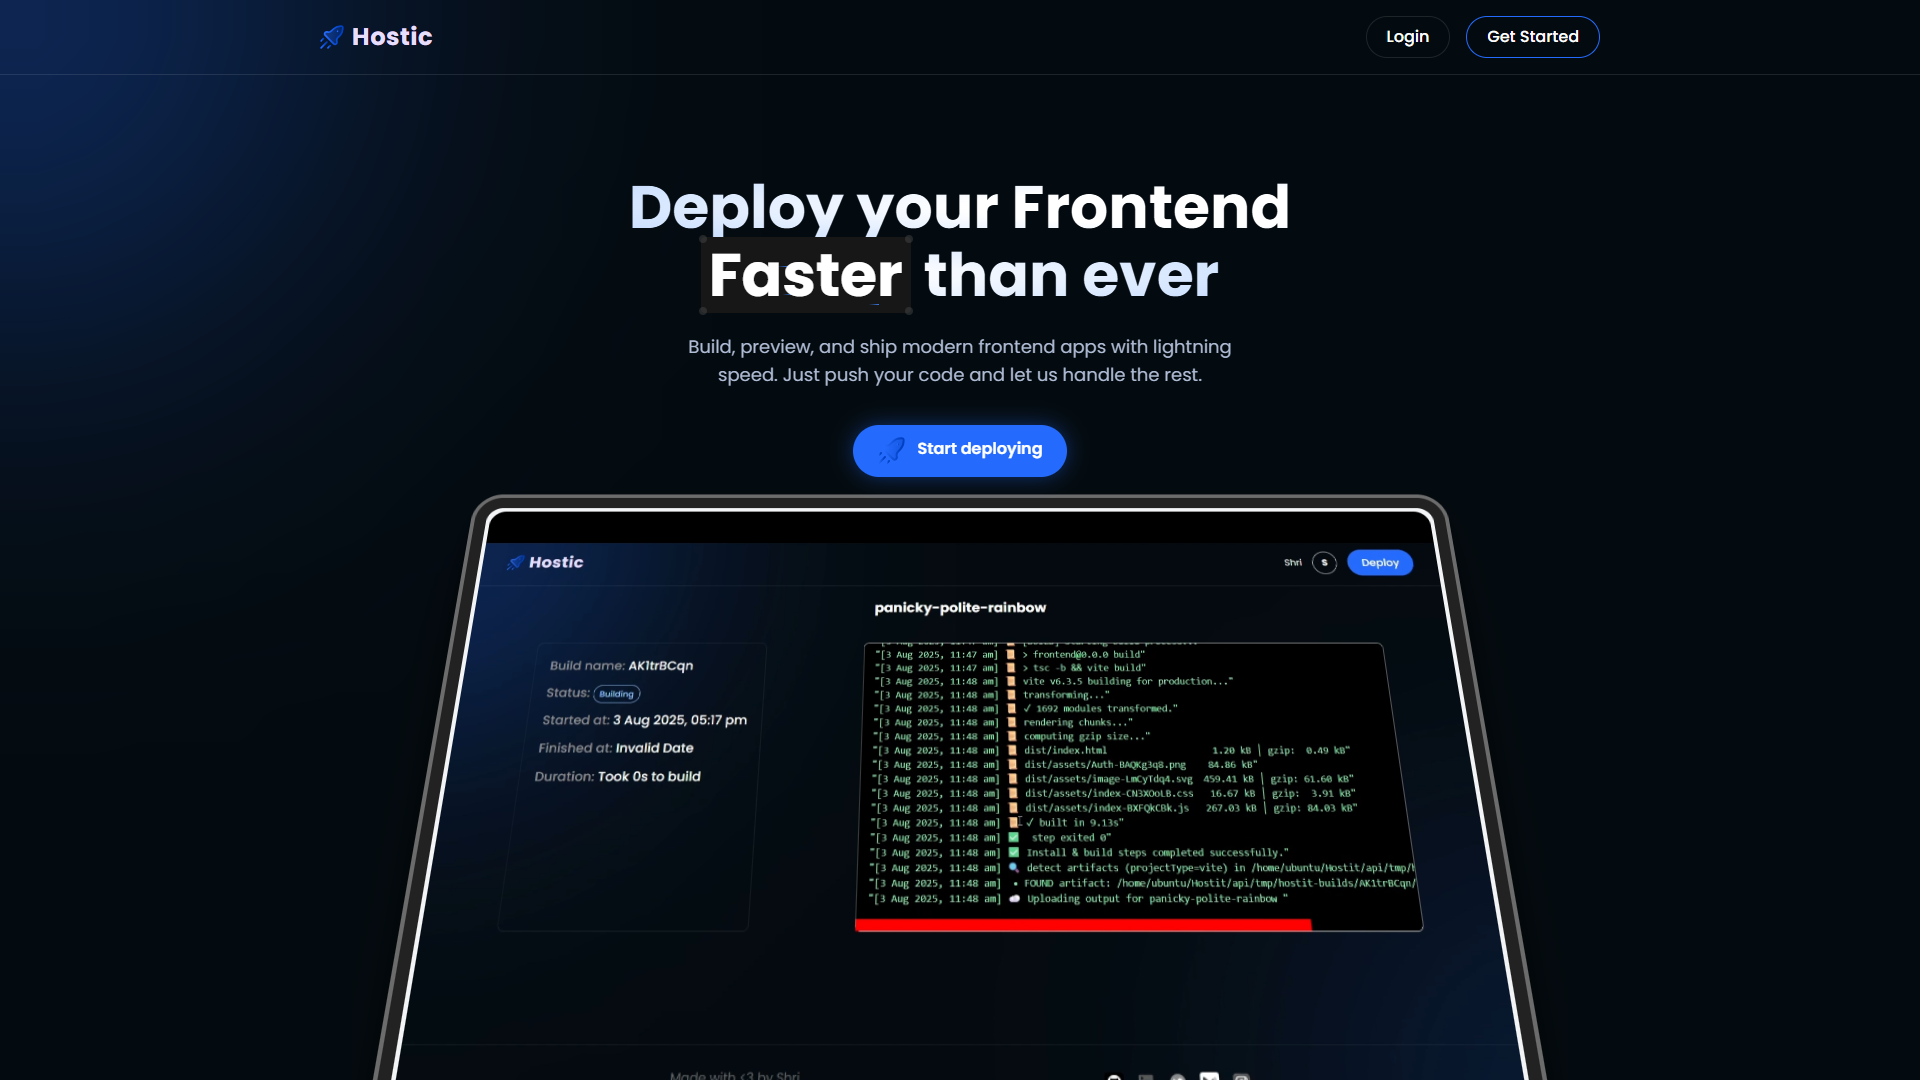 Hostic
Login
Get Started
Deploy your Frontend
Faster than ever
Build, preview, and ship modern frontend apps with lightning
speed. Just push your code and let us handle the rest.
Start deploying
Hostic
Shri
S
Deploy
panicky-polite-rainbow
Build name: AK1trBCqn
Status: Building
Started at: 3 Aug 2025, 05:17 pm
Finished at: Invalid Date
Duration: Took 0s to build
"[3 Aug 2025, 11:47 am] 📜 > frontend@0.0.0 build"
"[3 Aug 2025, 11:47 am] 📜 > tsc -b && vite build"
"[3 Aug 2025, 11:48 am] 📜 vite v6.3.5 building for production..."
"[3 Aug 2025, 11:48 am] 📜 transforming..."
"[3 Aug 2025, 11:48 am] 📜 ✓ 1692 modules transformed."
"[3 Aug 2025, 11:48 am] 📜 rendering chunks..."
"[3 Aug 2025, 11:48 am] 📜 computing gzip size..."
"[3 Aug 2025, 11:48 am] 📜 dist/index.html 1.20 kB | gzip: 0.49 kB"
"[3 Aug 2025, 11:48 am] 📜 dist/assets/Auth-BAQKg3q8.png 84.86 kB"
"[3 Aug 2025, 11:48 am] 📜 dist/assets/image-LmCyTdq4.svg 459.41 kB | gzip: 61.60 kB"
"[3 Aug 2025, 11:48 am] 📜 dist/assets/index-CN3XOoLB.css 16.67 kB | gzip: 3.91 kB"
"[3 Aug 2025, 11:48 am] 📜 dist/assets/index-BXFQkCBk.js 267.03 kB | gzip: 84.03 kB"
"[3 Aug 2025, 11:48 am] 📜 ✓ built in 9.13s"
"[3 Aug 2025, 11:48 am] ✅ step exited 0"
"[3 Aug 2025, 11:48 am] ✅ Install & build steps completed successfully."
"[3 Aug 2025, 11:48 am] 🔍 detect artifacts (projectType=vite) in /home/ubuntu/Hostit/api/tmp/
"[3 Aug 2025, 11:48 am] • FOUND artifact: /home/ubuntu/Hostit/api/tmp/hostit-builds/AK1trBCqn/
"[3 Aug 2025, 11:48 am] ☁️ Uploading output for panicky-polite-rainbow "
Made with <3 by Shri